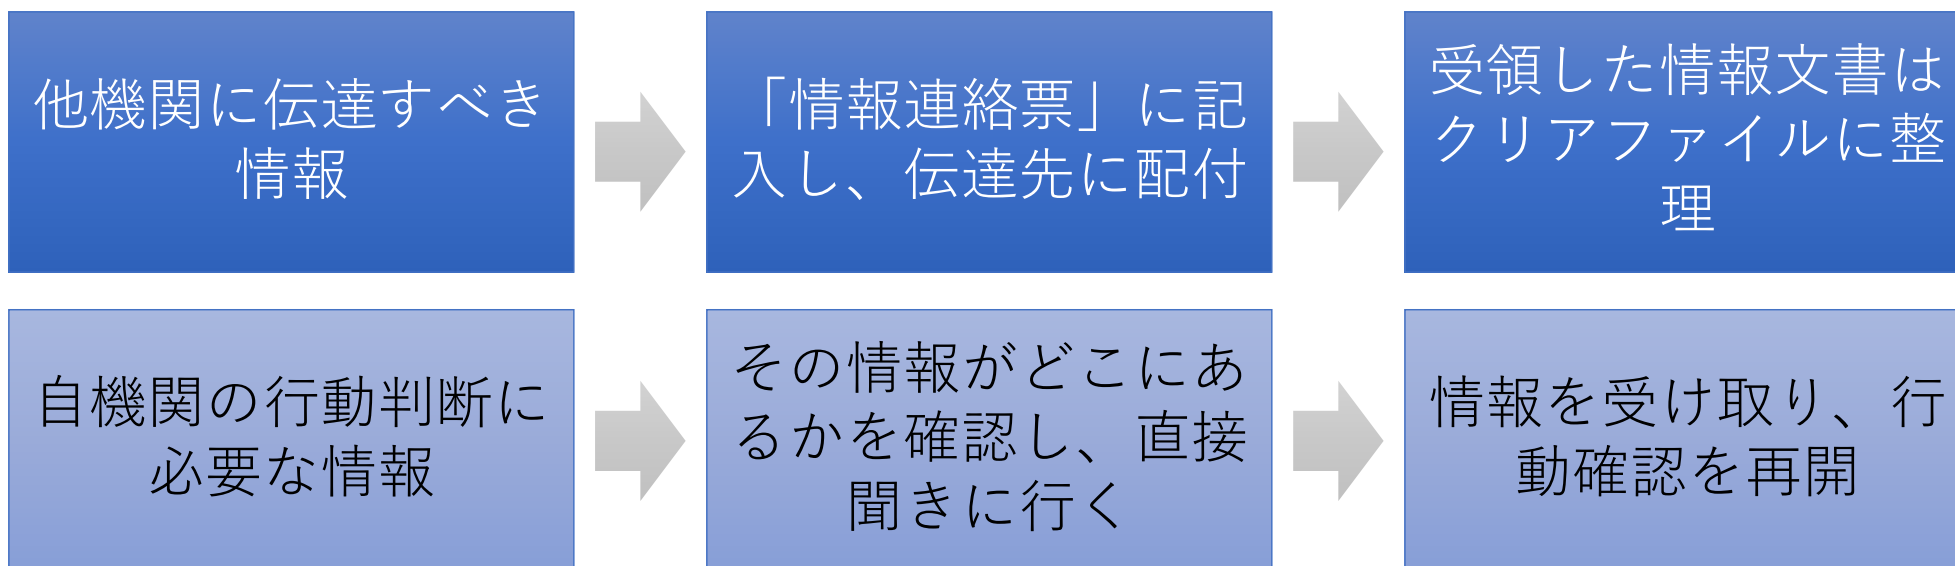 他機関に伝達すべき
情報
「情報連絡票」に記
入し、伝達先に配付
受領した情報文書は
クリアファイルに整
理
自機関の行動判断に
必要な情報
その情報がどこにあ
るかを確認し、直接
聞きに行く
情報を受け取り、行
動確認を再開